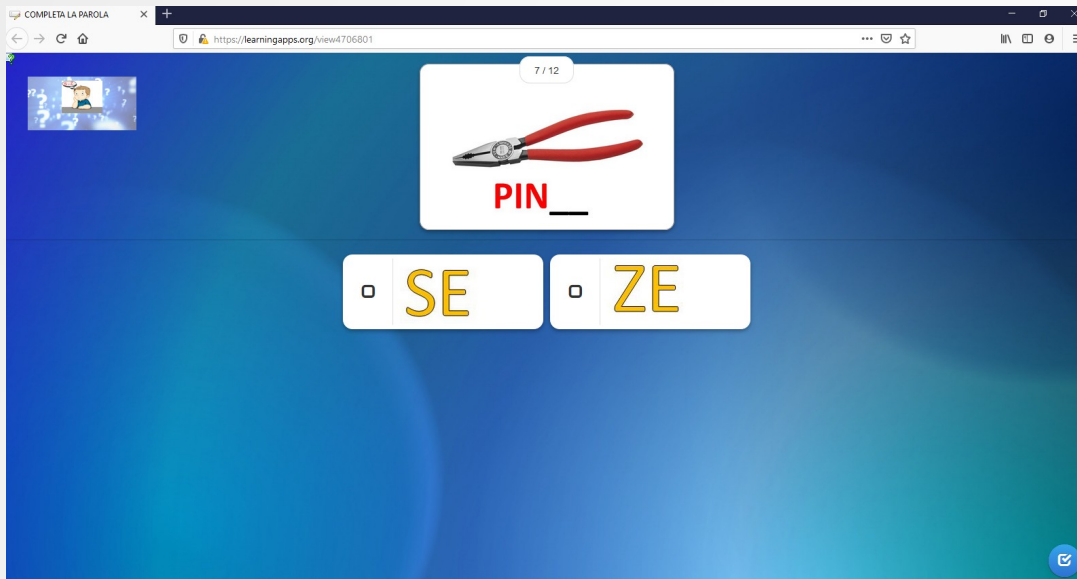 COMPLETA LA PAROLA
https://learningapps.org/view4706801
7 / 12
PIN__
SE
ZE